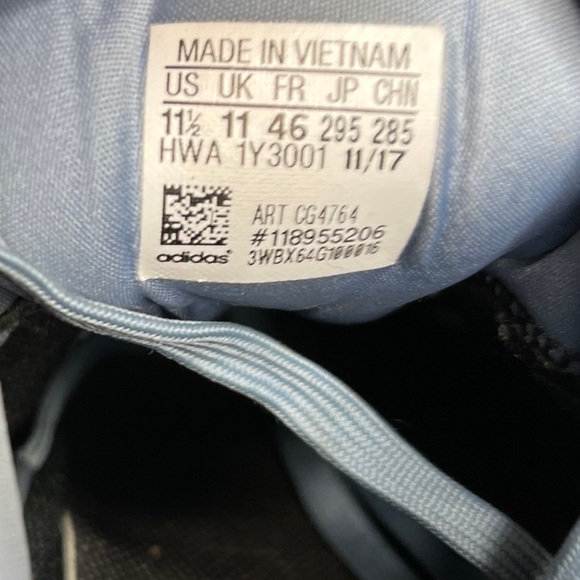 MADE IN VIETNAM
US UK FR JP CHN
11½ 11 46 295 285
HWA 1Y3001 11/17
ART CG4764
#118955206
adidas® 3WBX64G100016